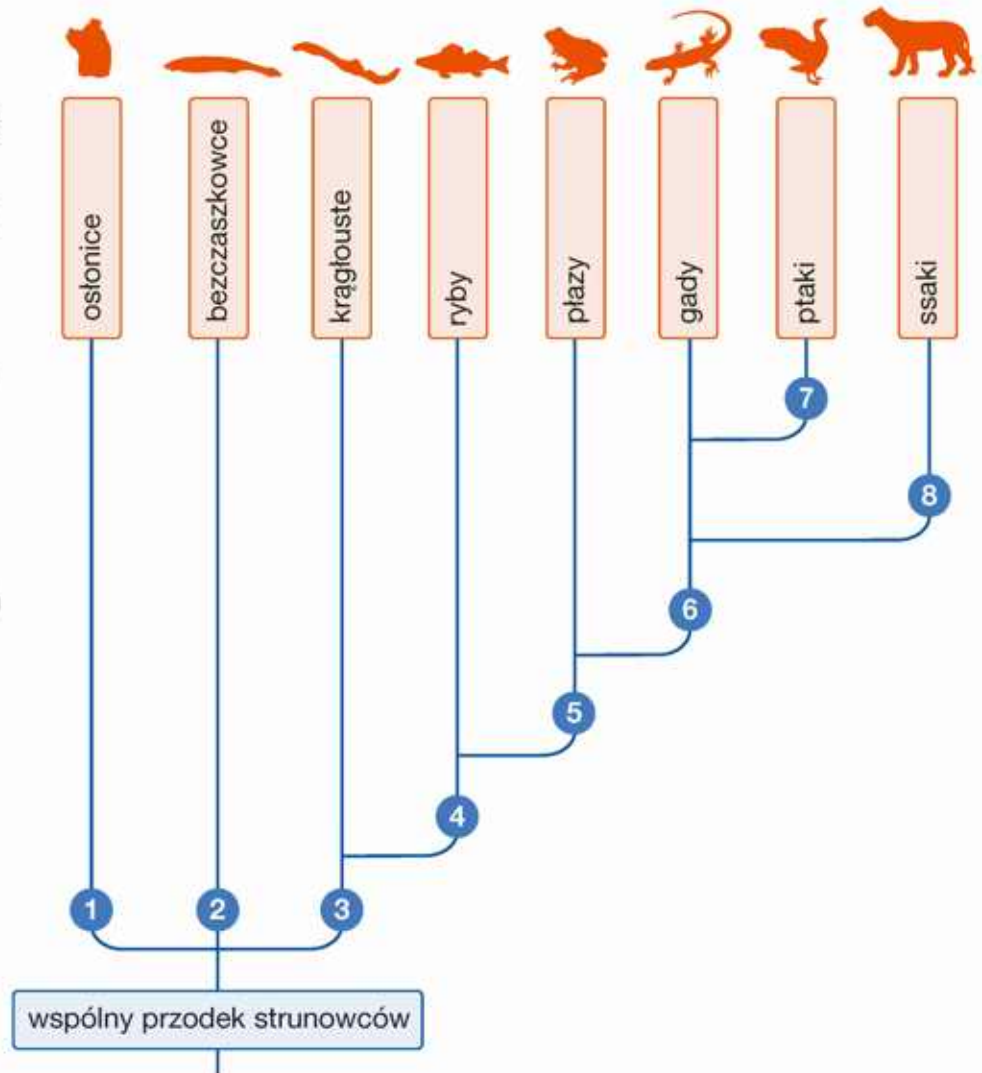 osłonice
bezczaszkowce
krągłouste
ryby
płazy
gady
ptaki
ssaki
7
8
6
5
4
1
2
3
wspólny przodek strunowców